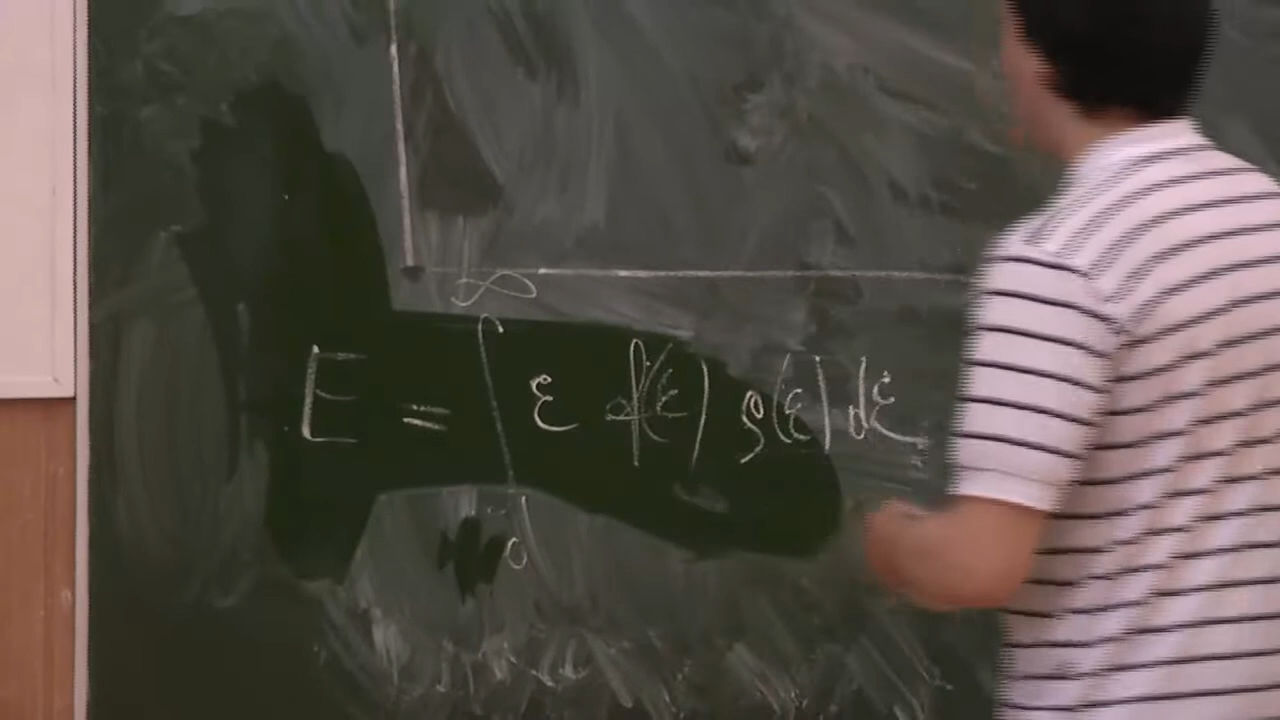 E = ∫₀^∞ ε f(ε) ρ(ε) dε